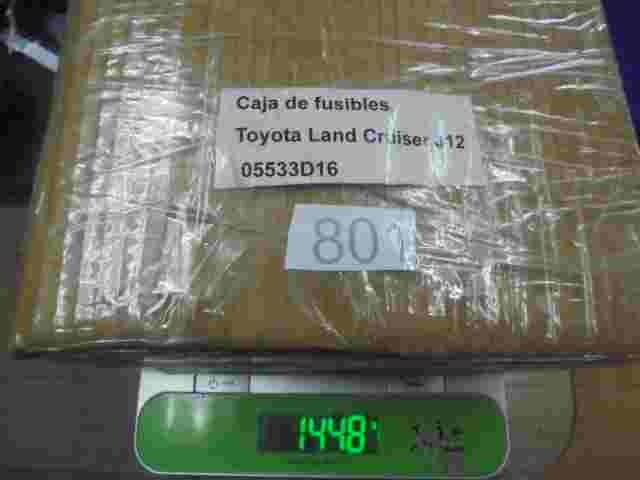 Caja de fusibles
Toyota Land Cruiser J12
05533D16
801
1448